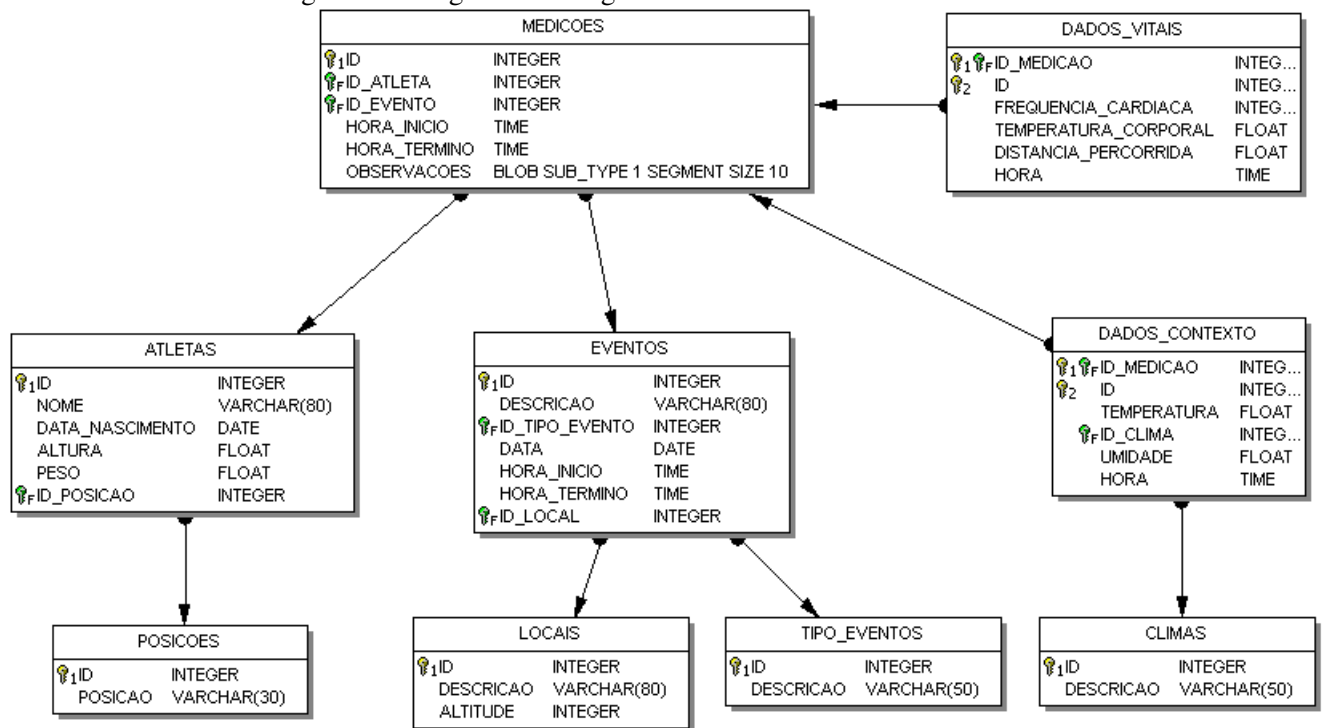 MEDICOES
1 ID INTEGER
F ID_ATLETA INTEGER
F ID_EVENTO INTEGER
HORA_INICIO TIME
HORA_TERMINO TIME
OBSERVACOES BLOB SUB_TYPE 1 SEGMENT SIZE 10
DADOS_VITAIS
1 F ID_MEDICAO INTEG...
2 ID INTEG...
FREQUENCIA_CARDIACA INTEG...
TEMPERATURA_CORPORAL FLOAT
DISTANCIA_PERCORRIDA FLOAT
HORA TIME
ATLETAS
1 ID INTEGER
NOME VARCHAR(80)
DATA_NASCIMENTO DATE
ALTURA FLOAT
PESO FLOAT
F ID_POSICAO INTEGER
EVENTOS
1 ID INTEGER
DESCRICAO VARCHAR(80)
F ID_TIPO_EVENTO INTEGER
DATA DATE
HORA_INICIO TIME
HORA_TERMINO TIME
F ID_LOCAL INTEGER
DADOS_CONTEXTO
1 F ID_MEDICAO INTEG...
2 ID INTEG...
TEMPERATURA FLOAT
F ID_CLIMA INTEG...
UMIDADE FLOAT
HORA TIME
POSICOES
1 ID INTEGER
POSICAO VARCHAR(30)
LOCAIS
1 ID INTEGER
DESCRICAO VARCHAR(80)
ALTITUDE INTEGER
TIPO_EVENTOS
1 ID INTEGER
DESCRICAO VARCHAR(50)
CLIMAS
1 ID INTEGER
DESCRICAO VARCHAR(50)